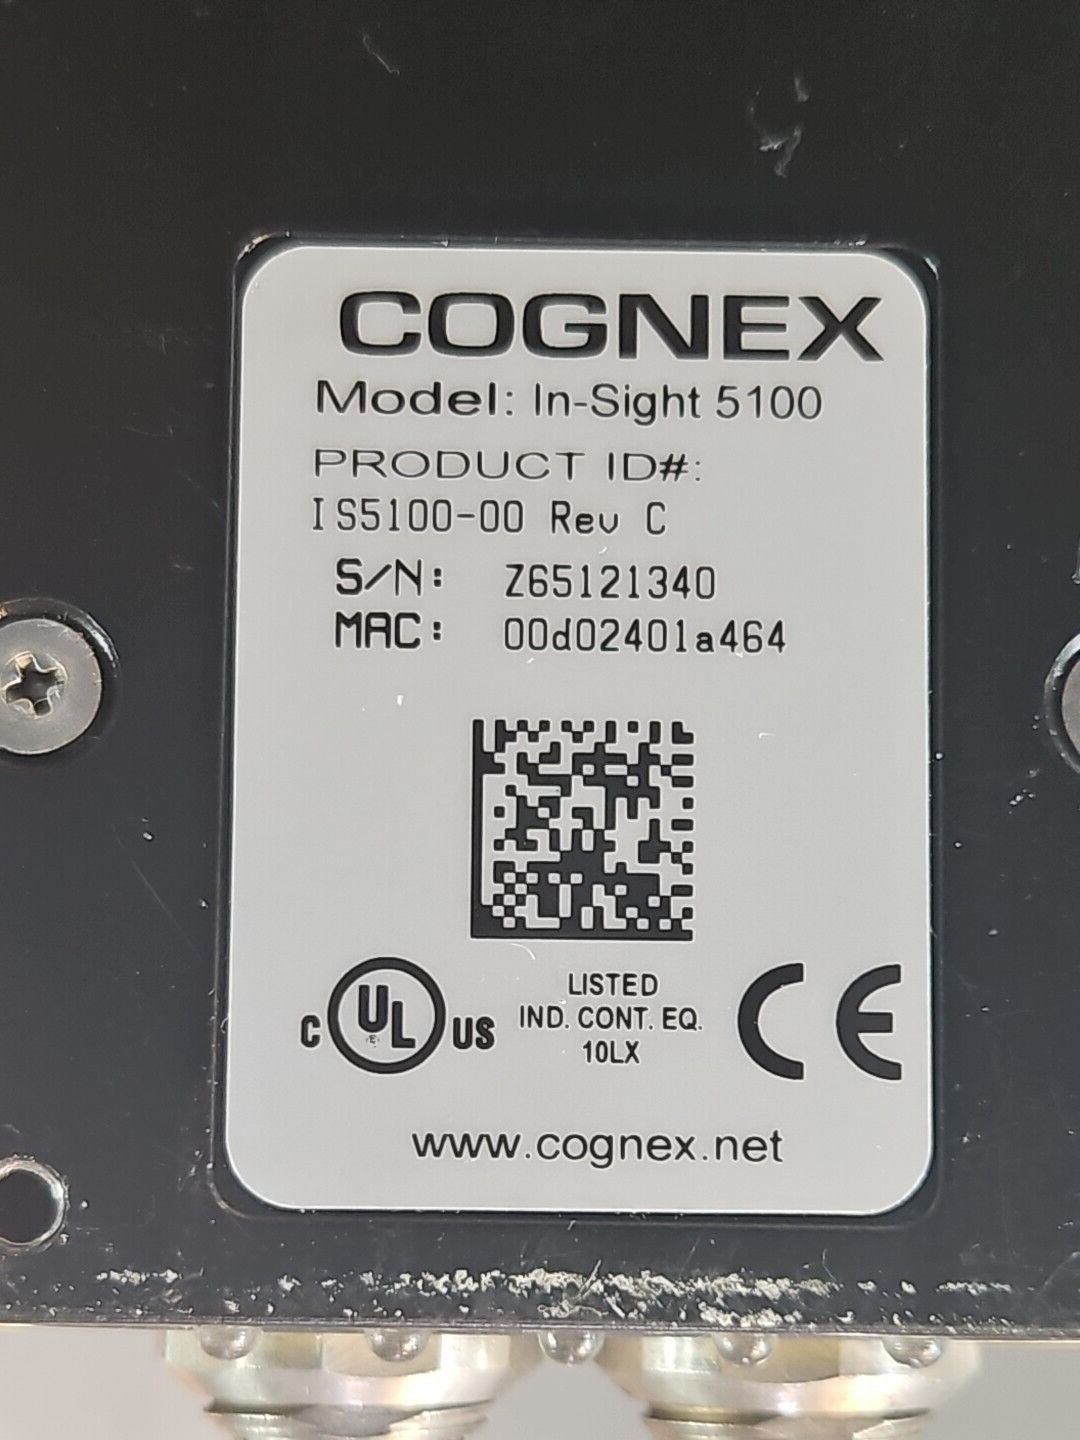 COGNEX
Model: In-Sight 5100
PRODUCT ID#:
IS5100-00 Rev C
S/N: Z65121340
MAC: 00d02401a464
C UL US
LISTED
IND. CONT. EQ.
10LX
CE
www.cognex.net